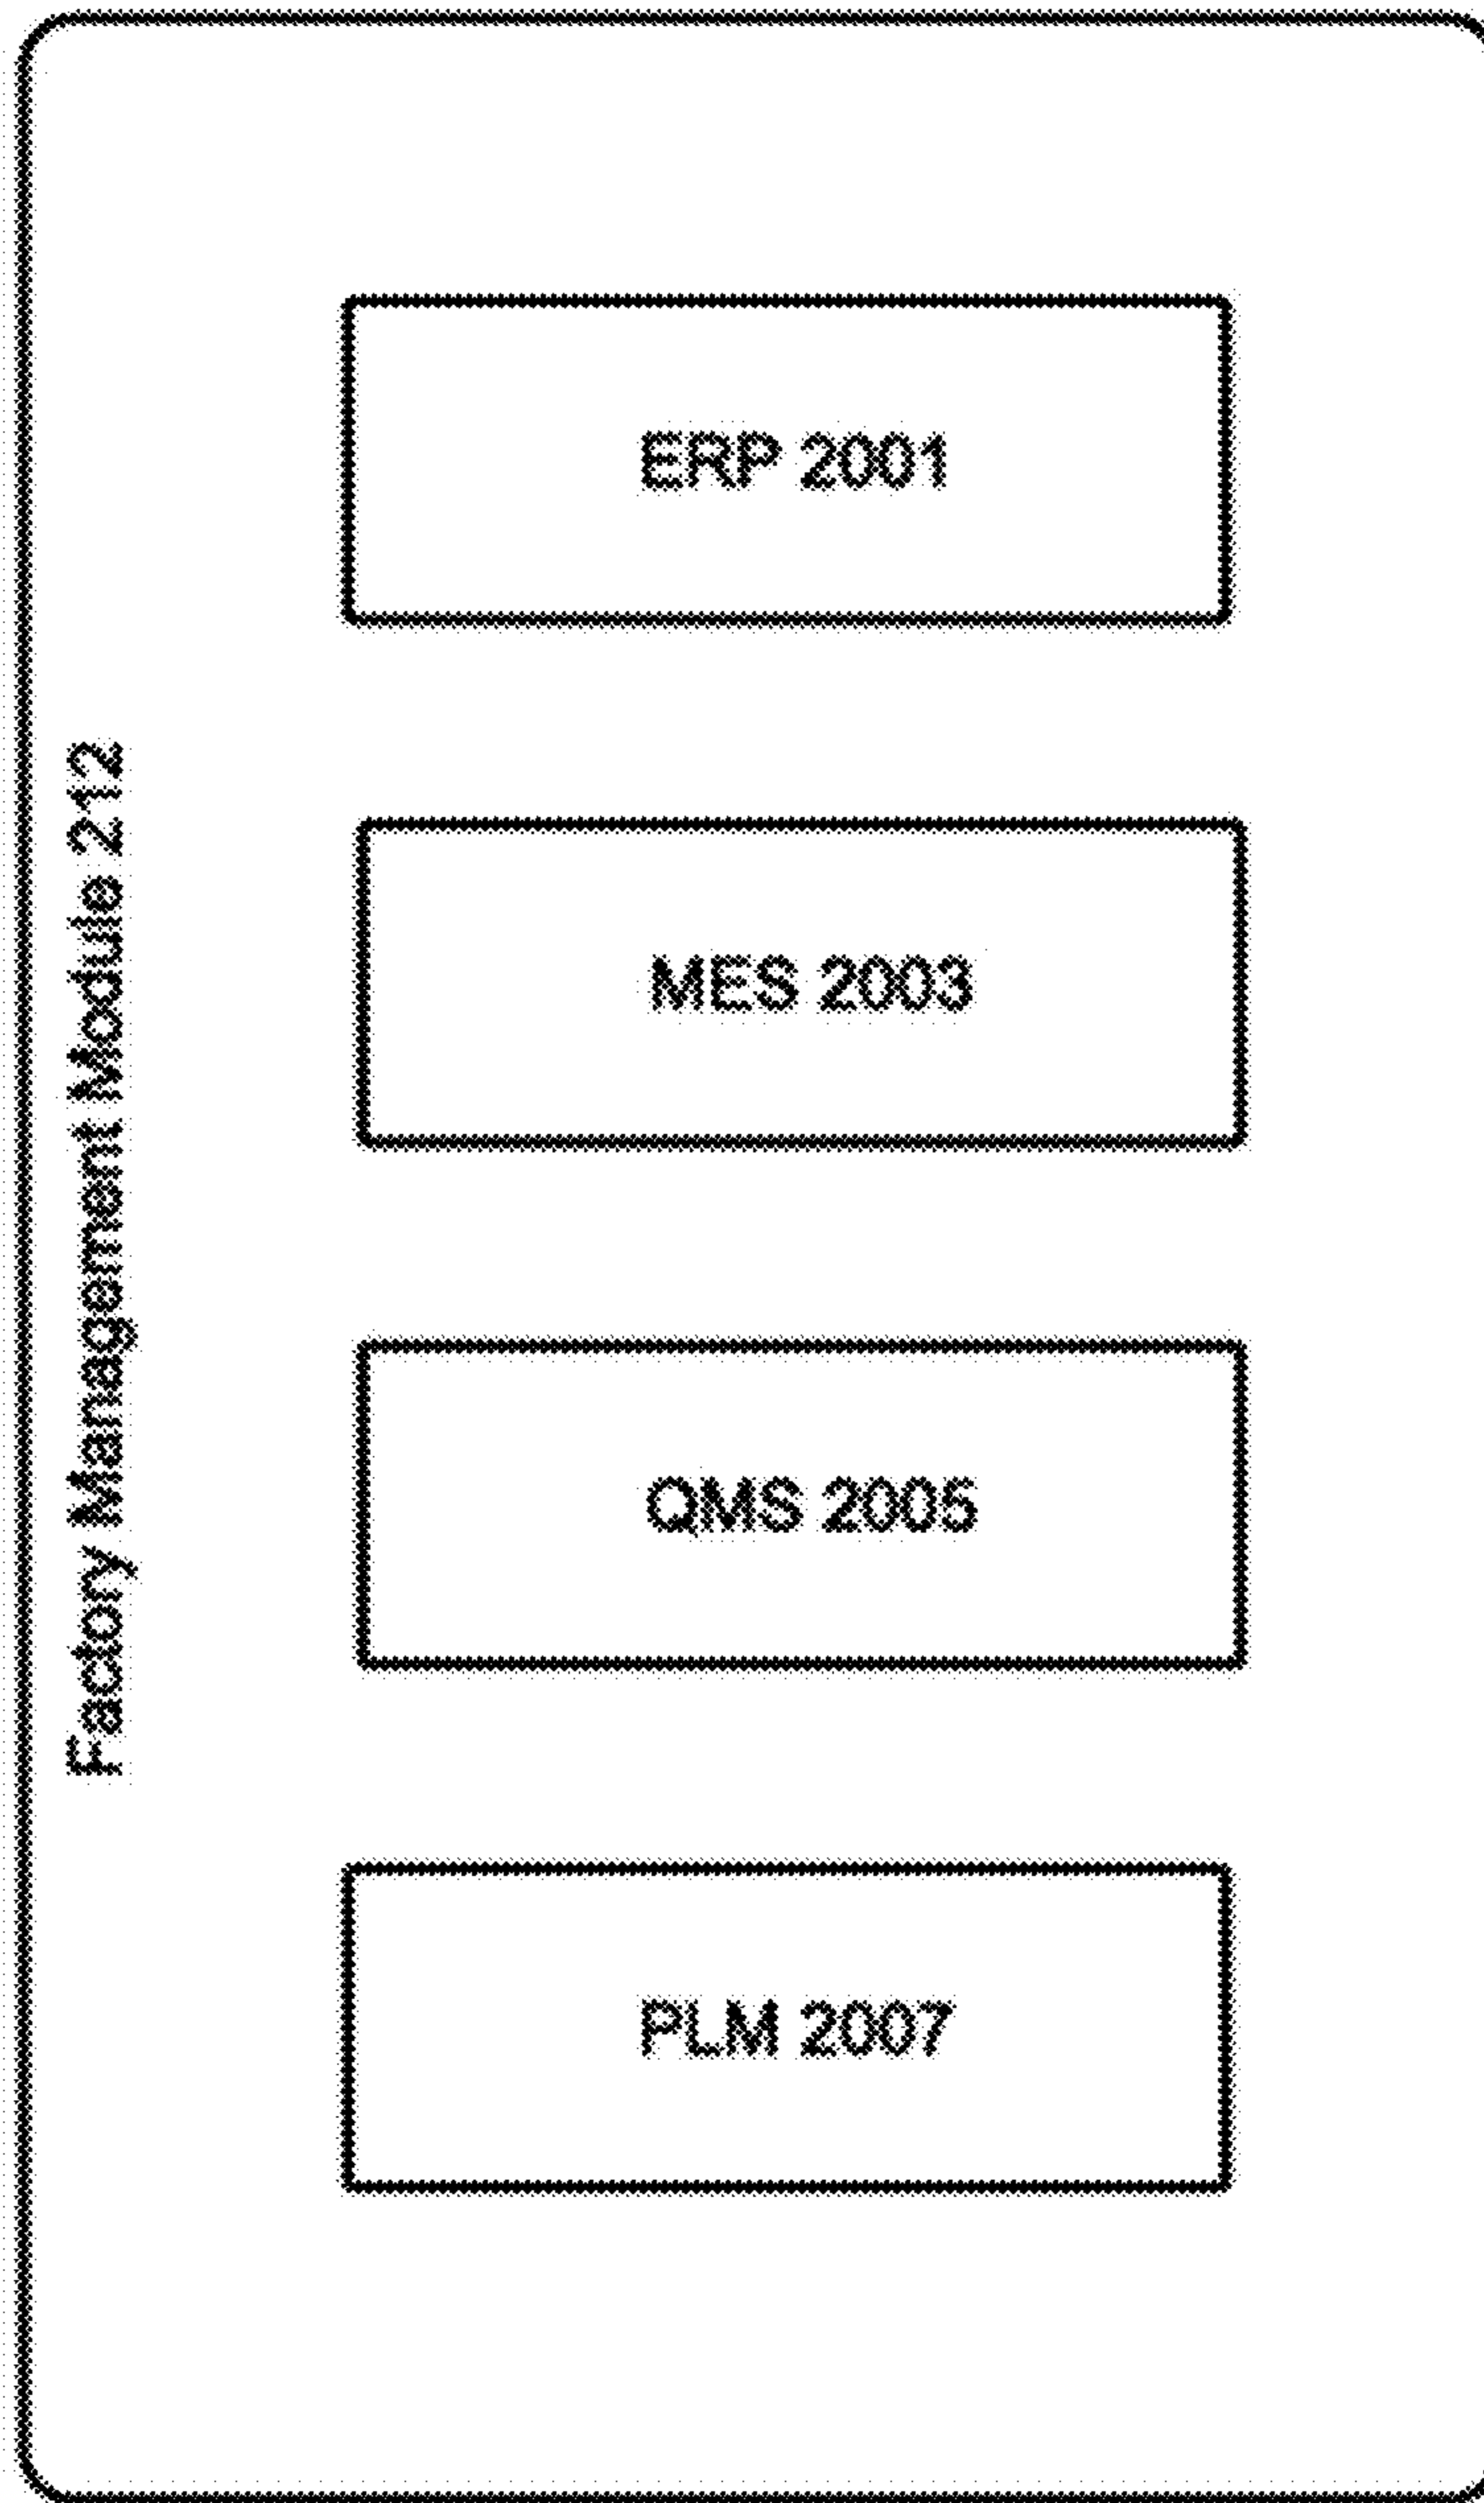 Factory Management Module 212
ERP 2001
MES 2003
QMS 2005
PLM 2007